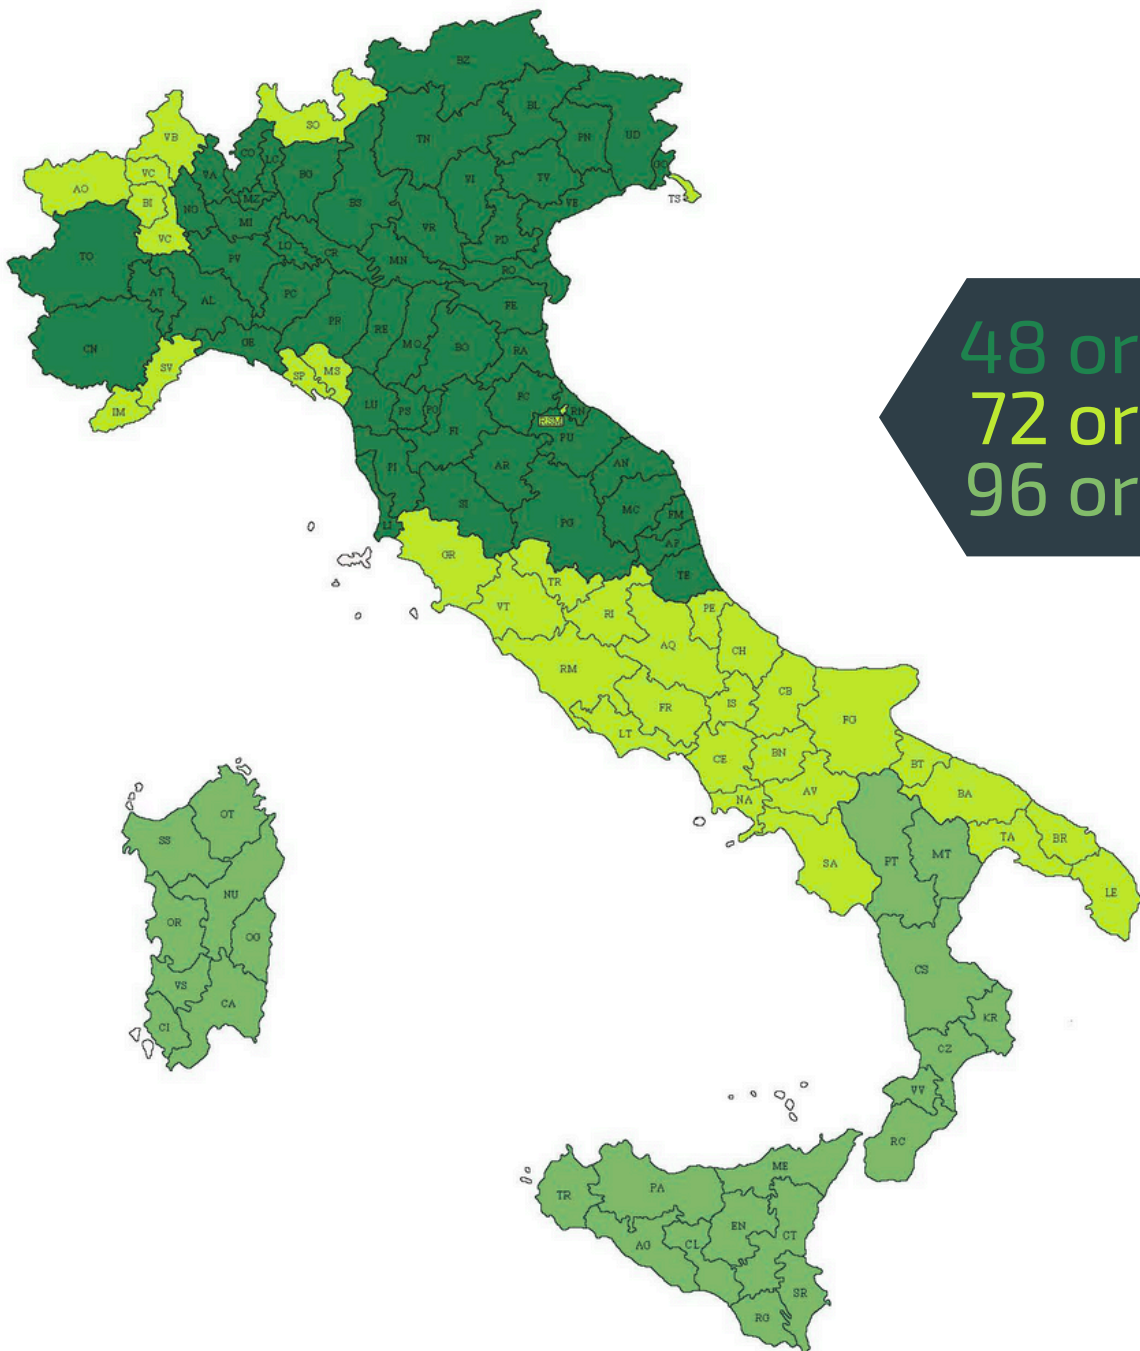 BZ
BL
UD
PN
TN
SO
VB
CO
LC
BG
GO
VC
VA
VI
TV
TS
AO
BI
NO
MZ
BS
VE
MI
VR
VC
LO
CR
PD
TO
PV
MN
RO
AT
AL
PC
PR
RE
MO
FE
CN
GE
BO
RA
SV
SP
MS
IM
LU
PS
PO
FC
RN
RSM
FI
PU
PI
AR
AN
SI
PG
MC
FM
LI
AP
GR
TR
TE
VT
RI
PE
AQ
CH
RM
CB
FR
IS
LT
FG
CE
BN
BT
NA
AV
BA
TA
BR
SA
PT
MT
LE
48 or
72 or
96 or
OT
SS
NU
OR
OG
VS
CA
CI
CS
KR
CZ
VV
RC
ME
TR
PA
EN
CT
AG
CL
SR
RG